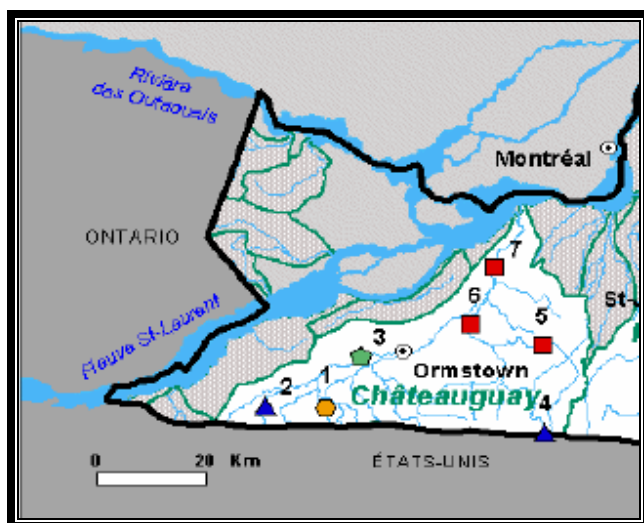 Rivière
des Outaouais
Montréal
ONTARIO
7
6
St-
Fleuve St-Laurent
5
3
Ormstown
2
1
Châteauguay
4
0 20 Km
ÉTATS-UNIS